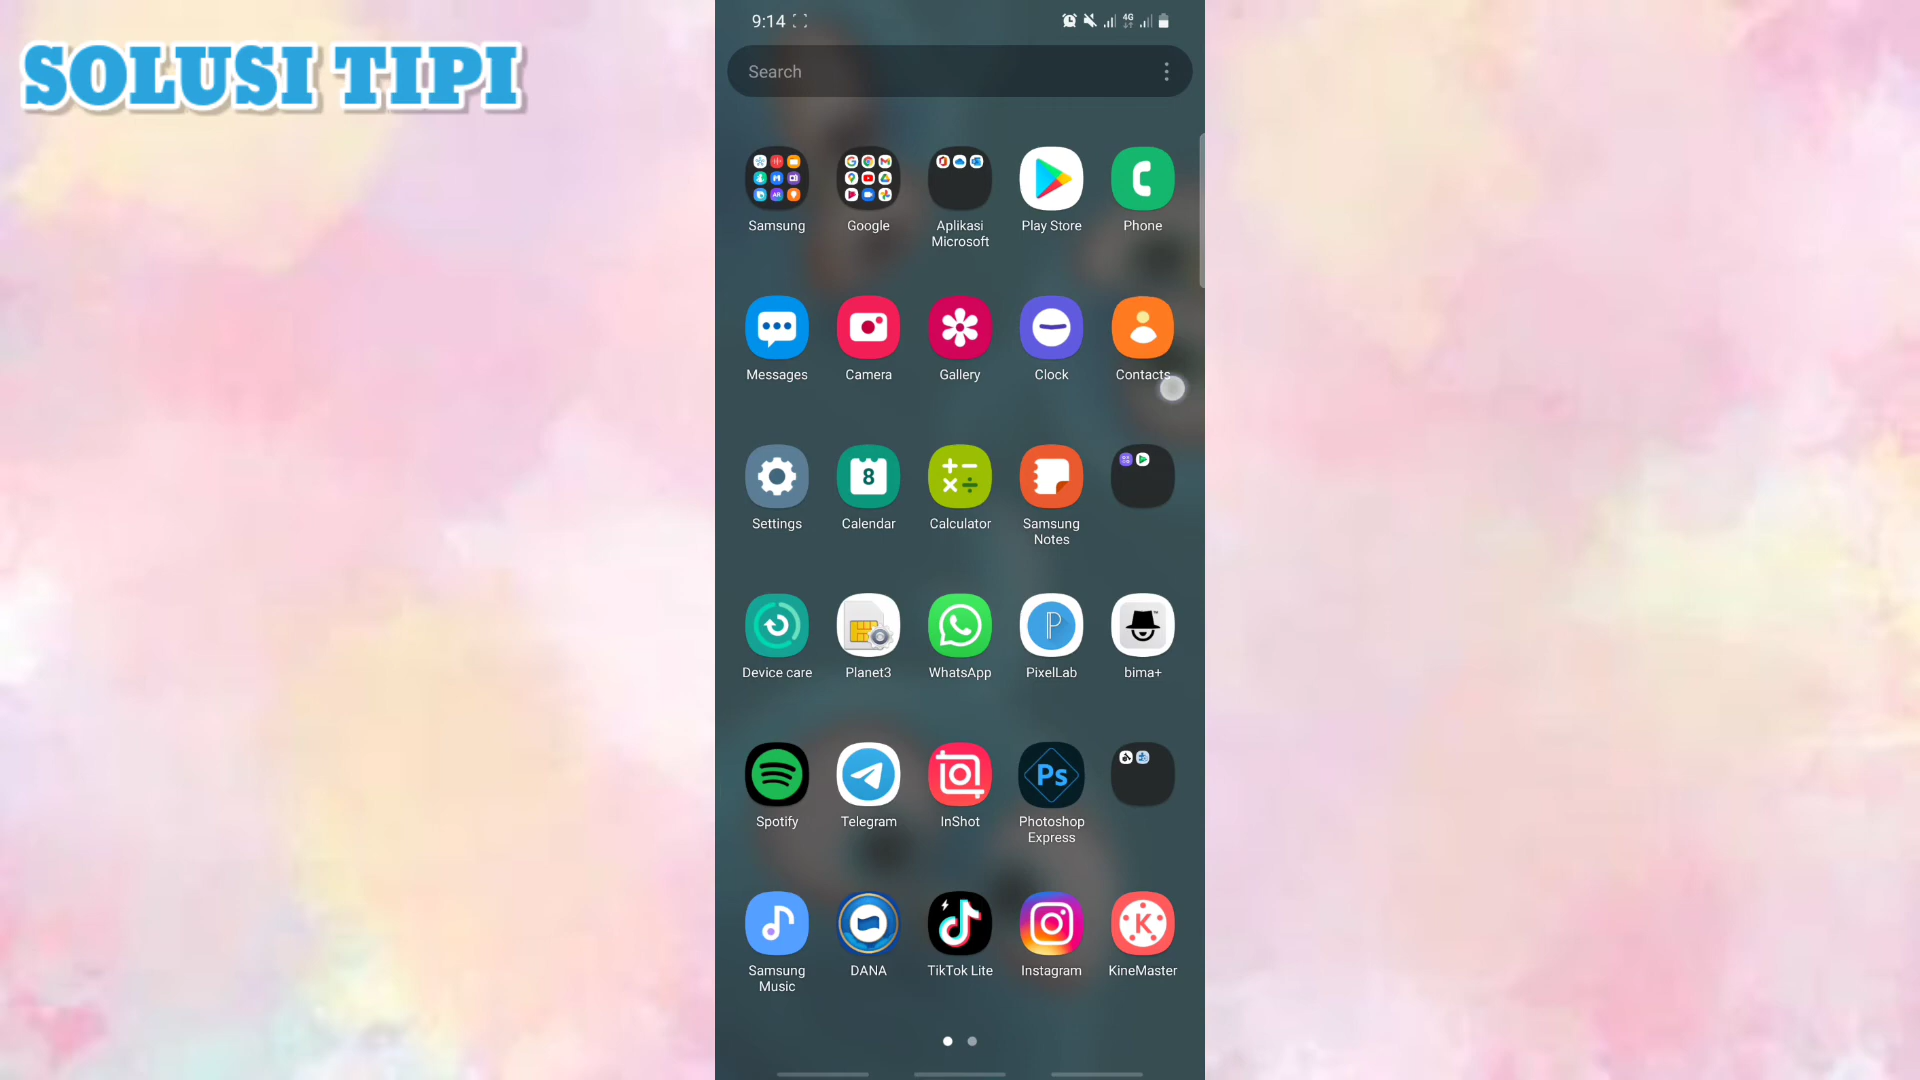 SOLUSI TIPI
9:14
4G
Search
Samsung
Google
Aplikasi
Microsoft
Play Store
Phone
Messages
Camera
Gallery
Clock
Contacts
8
Settings
Calendar
Calculator
Samsung
Notes
Device care
Planet3
WhatsApp
PixelLab
bima+
Ps
Spotify
Telegram
InShot
Photoshop
Express
K
Samsung
Music
DANA
TikTok Lite
Instagram
KineMaster